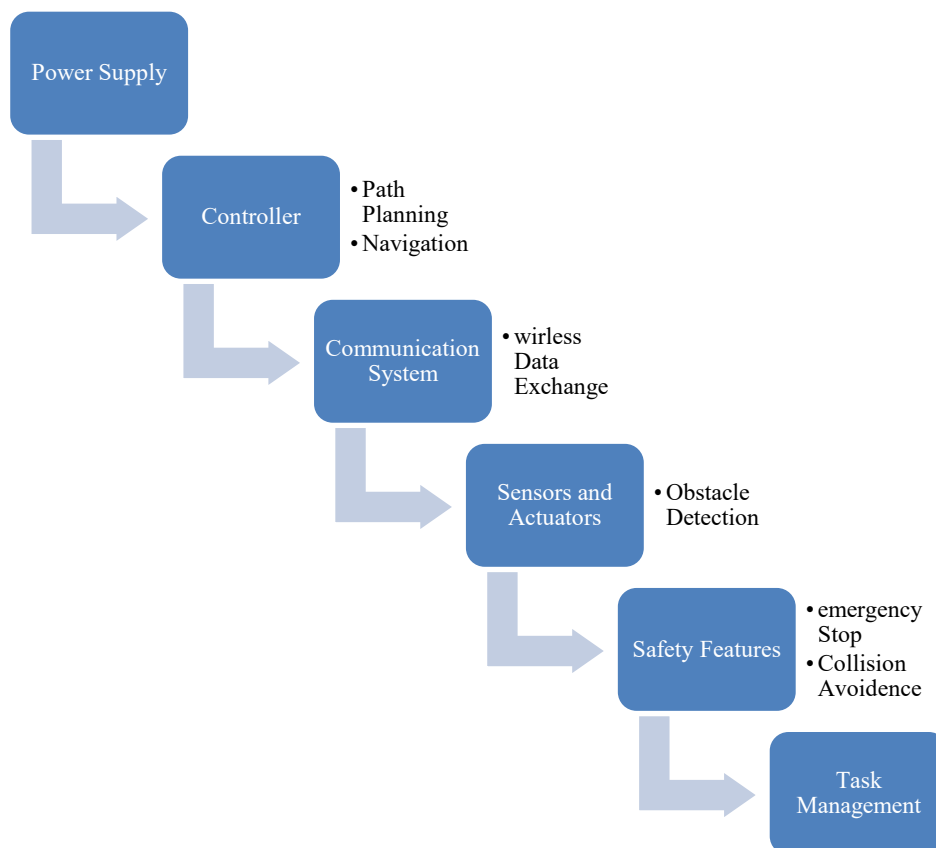 Power Supply
Controller
• Path
Planning
• Navigation
Communication
System
• wirless
Data
Exchange
Sensors and
Actuators
• Obstacle
Detection
Safety Features
• emergency
Stop
• Collision
Avoidence
Task
Management